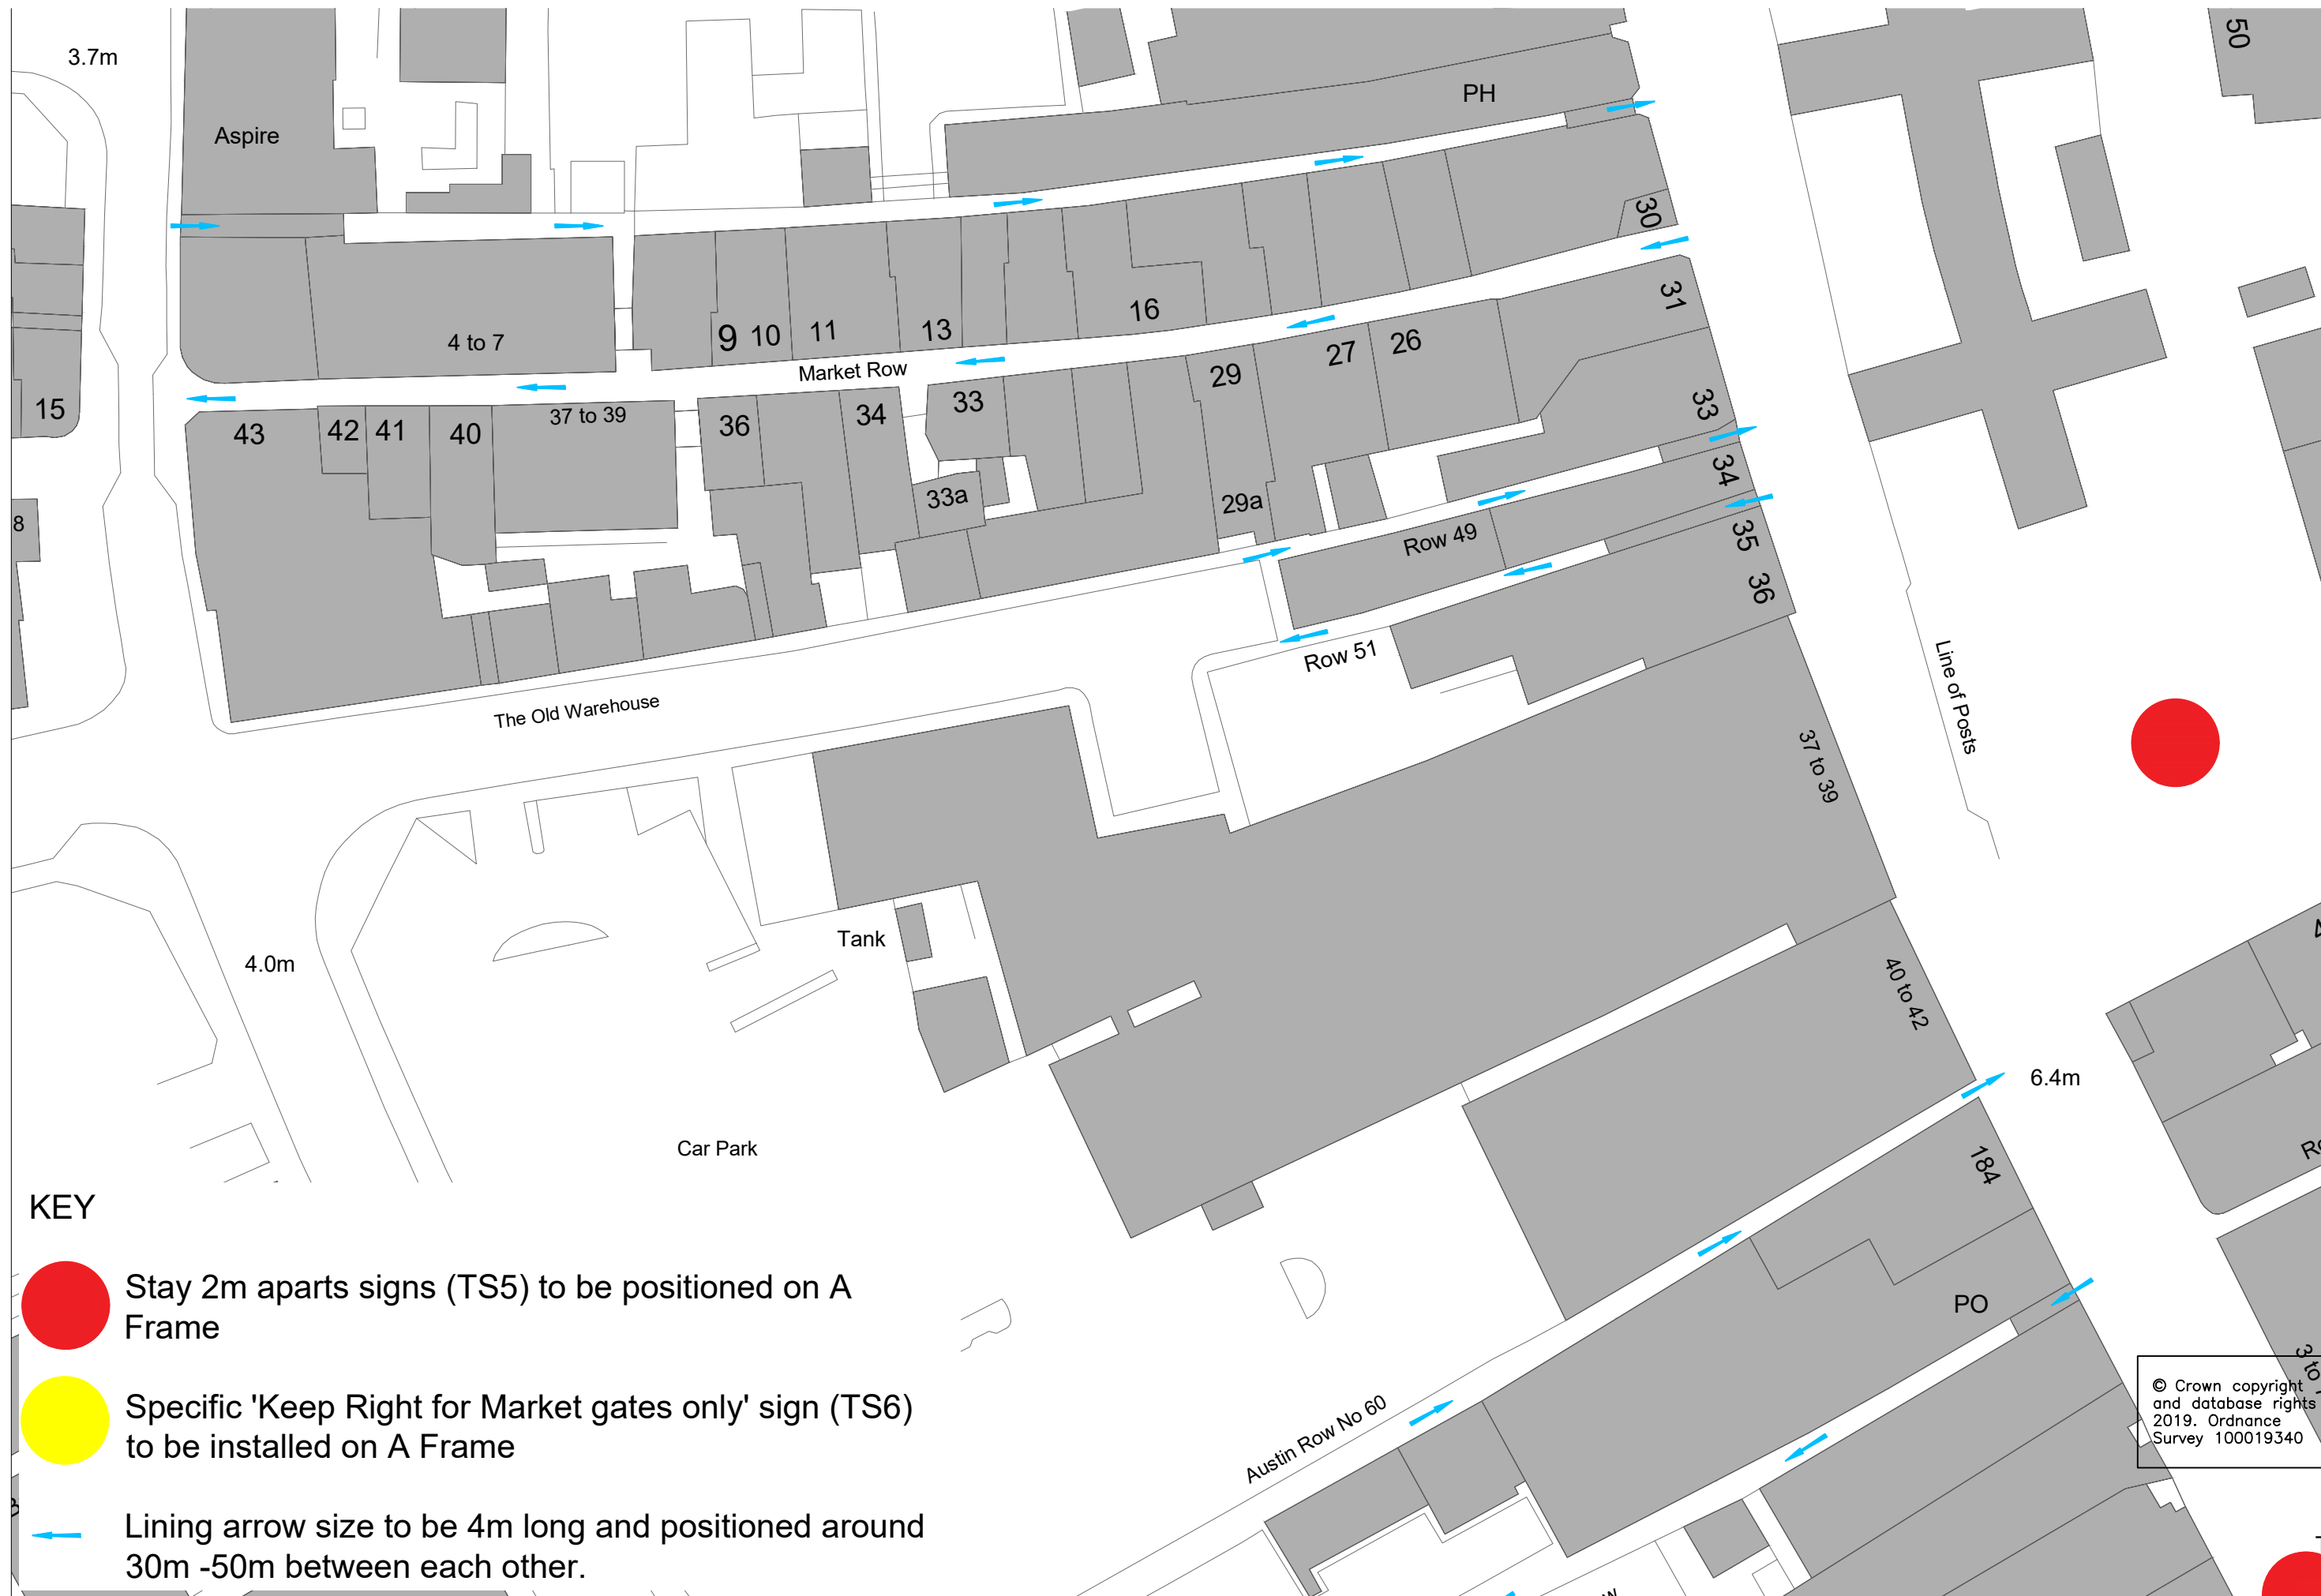 3.7m
50
PH
Aspire
30
31
16
4 to 7
9
10
11
13
Market Row
29
27
26
15
43
42
41
40
37 to 39
36
34
33
33
33a
29a
34
Row 49
35
8
36
Row 51
Line of Posts
The Old Warehouse
37 to 39
Tank
4.0m
40 to 42
6.4m
Car Park
184
KEY
Stay 2m aparts signs (TS5) to be positioned on A
Frame
PO
Specific 'Keep Right for Market gates only' sign (TS6)
to be installed on A Frame
Austin Row No 60
3 to
© Crown copyright
and database rights
2019. Ordnance
Survey 100019340
Lining arrow size to be 4m long and positioned around
30m -50m between each other.